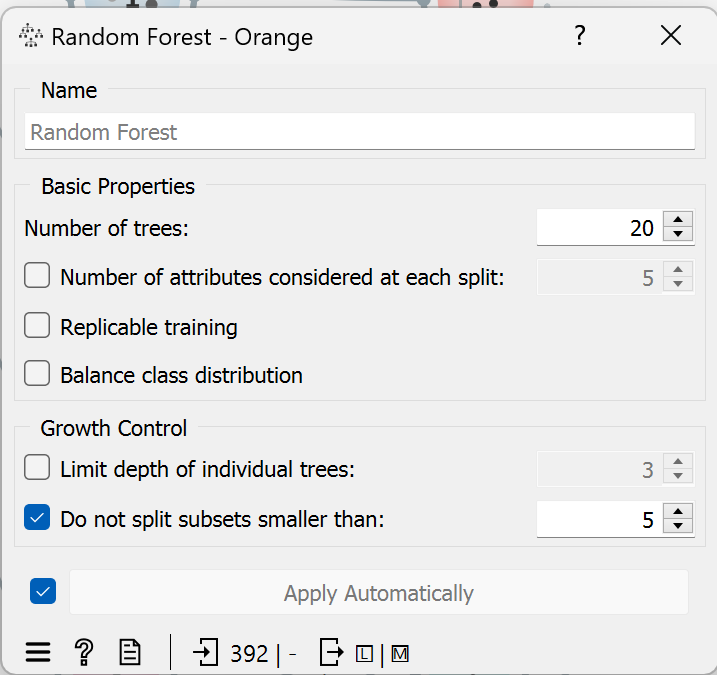 Random Forest - Orange ?
Name
Random Forest
Basic Properties
Number of trees: 20
Number of attributes considered at each split: 5
Replicable training
Balance class distribution
Growth Control
Limit depth of individual trees: 3
Do not split subsets smaller than: 5
Apply Automatically
? 392 | - L | M